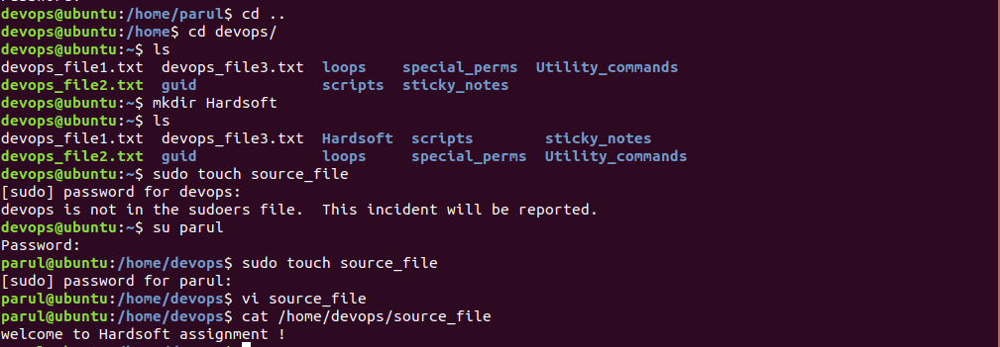 devops@ubuntu:/home/parul$ cd ..
devops@ubuntu:/home$ cd devops/
devops@ubuntu:~$ ls
devops_file1.txt  devops_file3.txt  loops    special_perms  Utility_commands
devops_file2.txt  guid              scripts  sticky_notes
devops@ubuntu:~$ mkdir Hardsoft
devops@ubuntu:~$ ls
devops_file1.txt  devops_file3.txt  Hardsoft  scripts        sticky_notes
devops_file2.txt  guid              loops     special_perms  Utility_commands
devops@ubuntu:~$ sudo touch source_file
[sudo] password for devops:
devops is not in the sudoers file.  This incident will be reported.
devops@ubuntu:~$ su parul
Password:
parul@ubuntu:/home/devops$ sudo touch source_file
[sudo] password for parul:
parul@ubuntu:/home/devops$ vi source_file
parul@ubuntu:/home/devops$ cat /home/devops/source_file
welcome to Hardsoft assignment !
parul@ubuntu:/home/devops$